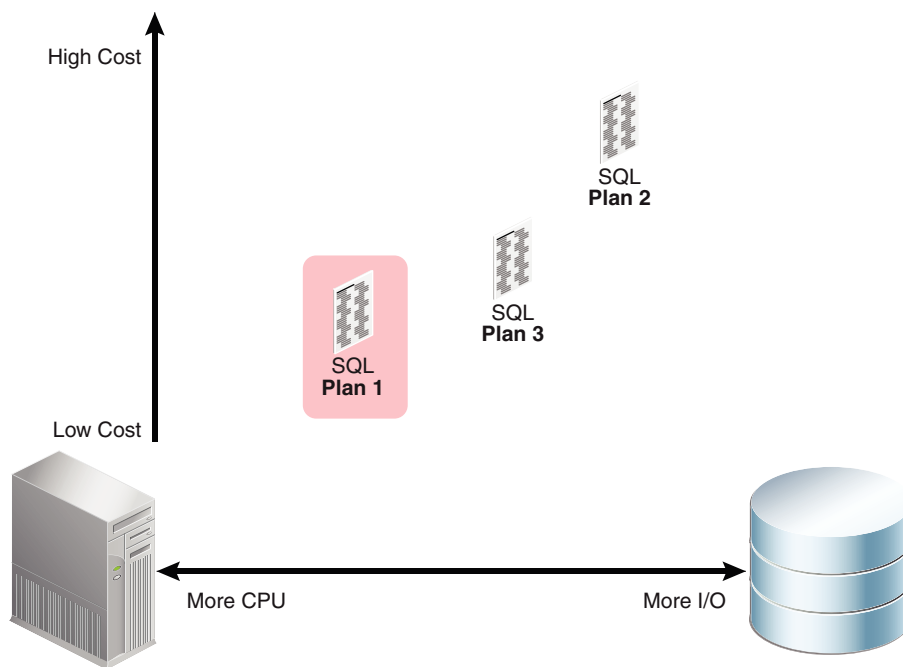 High Cost
SQL
Plan 2
SQL
Plan 3
SQL
Plan 1
Low Cost
More CPU
More I/O